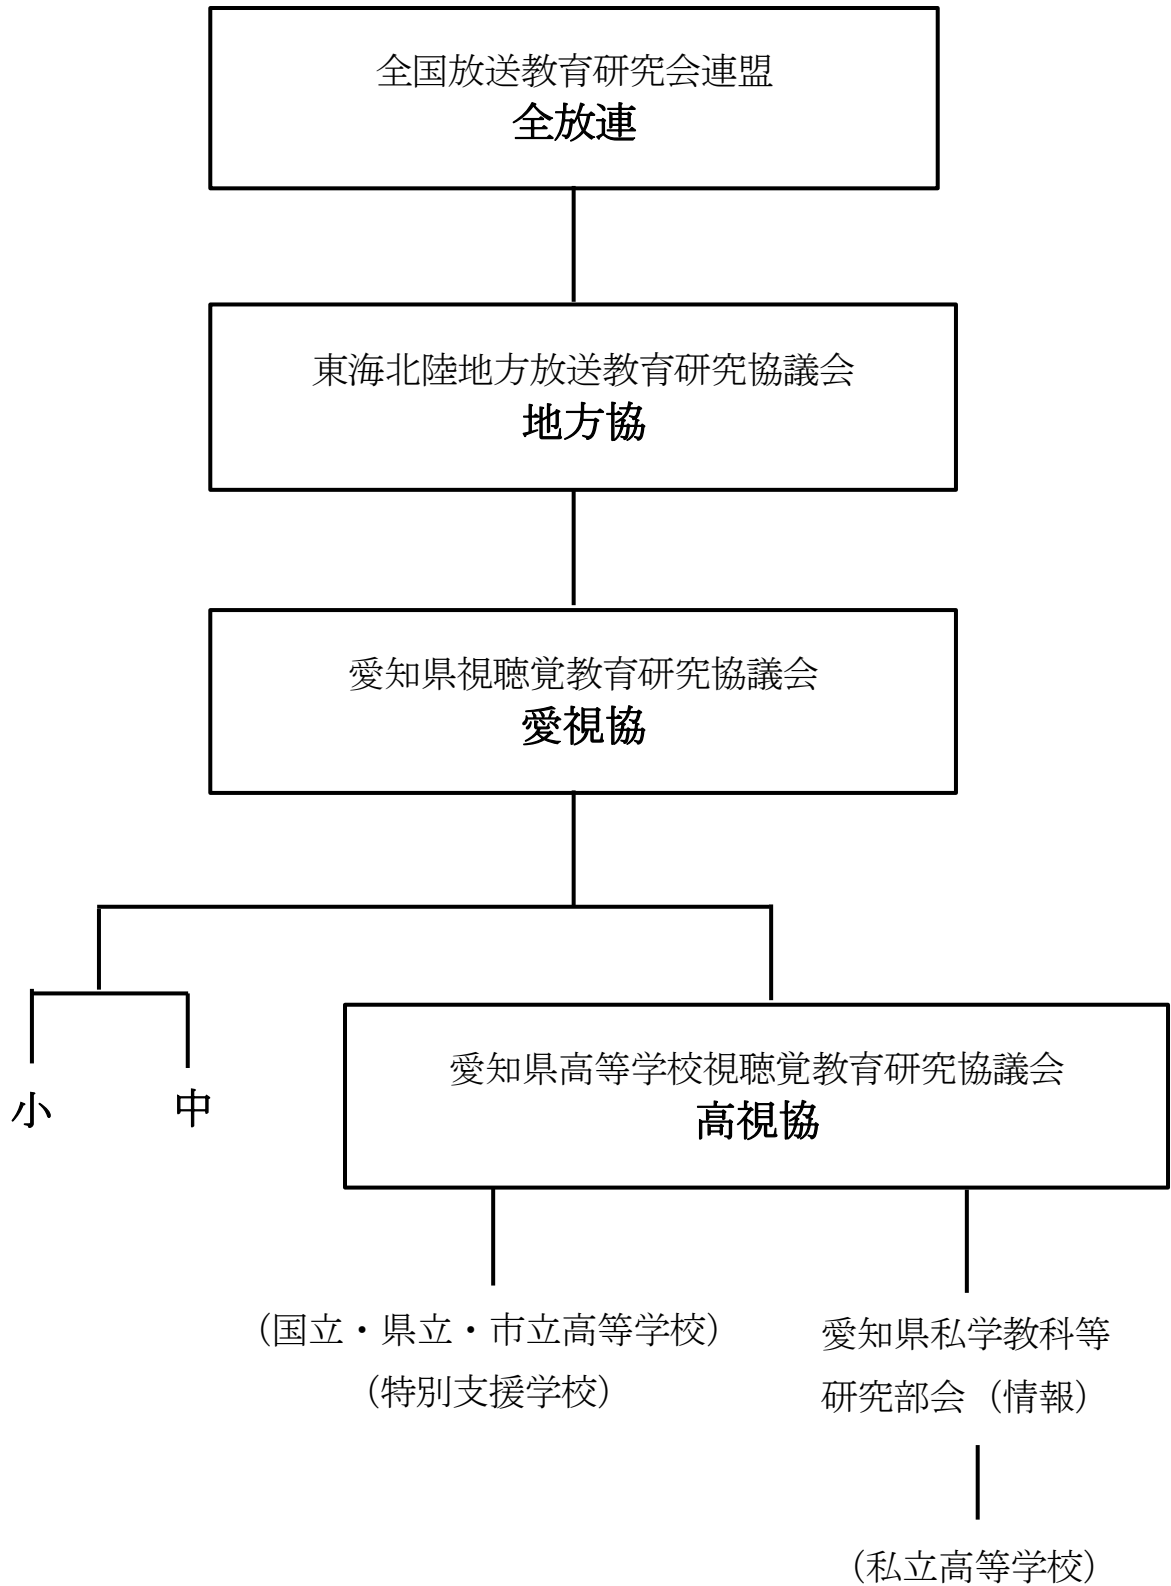 全国放送教育研究会連盟
全放連
東海北陸地方放送教育研究協議会
地方協
愛知県視聴覚教育研究協議会
愛視協
小
中
愛知県高等学校視聴覚教育研究協議会
高視協
（国立・県立・市立高等学校）
（特別支援学校）
愛知県私学教科等
研究部会（情報）
（私立高等学校）